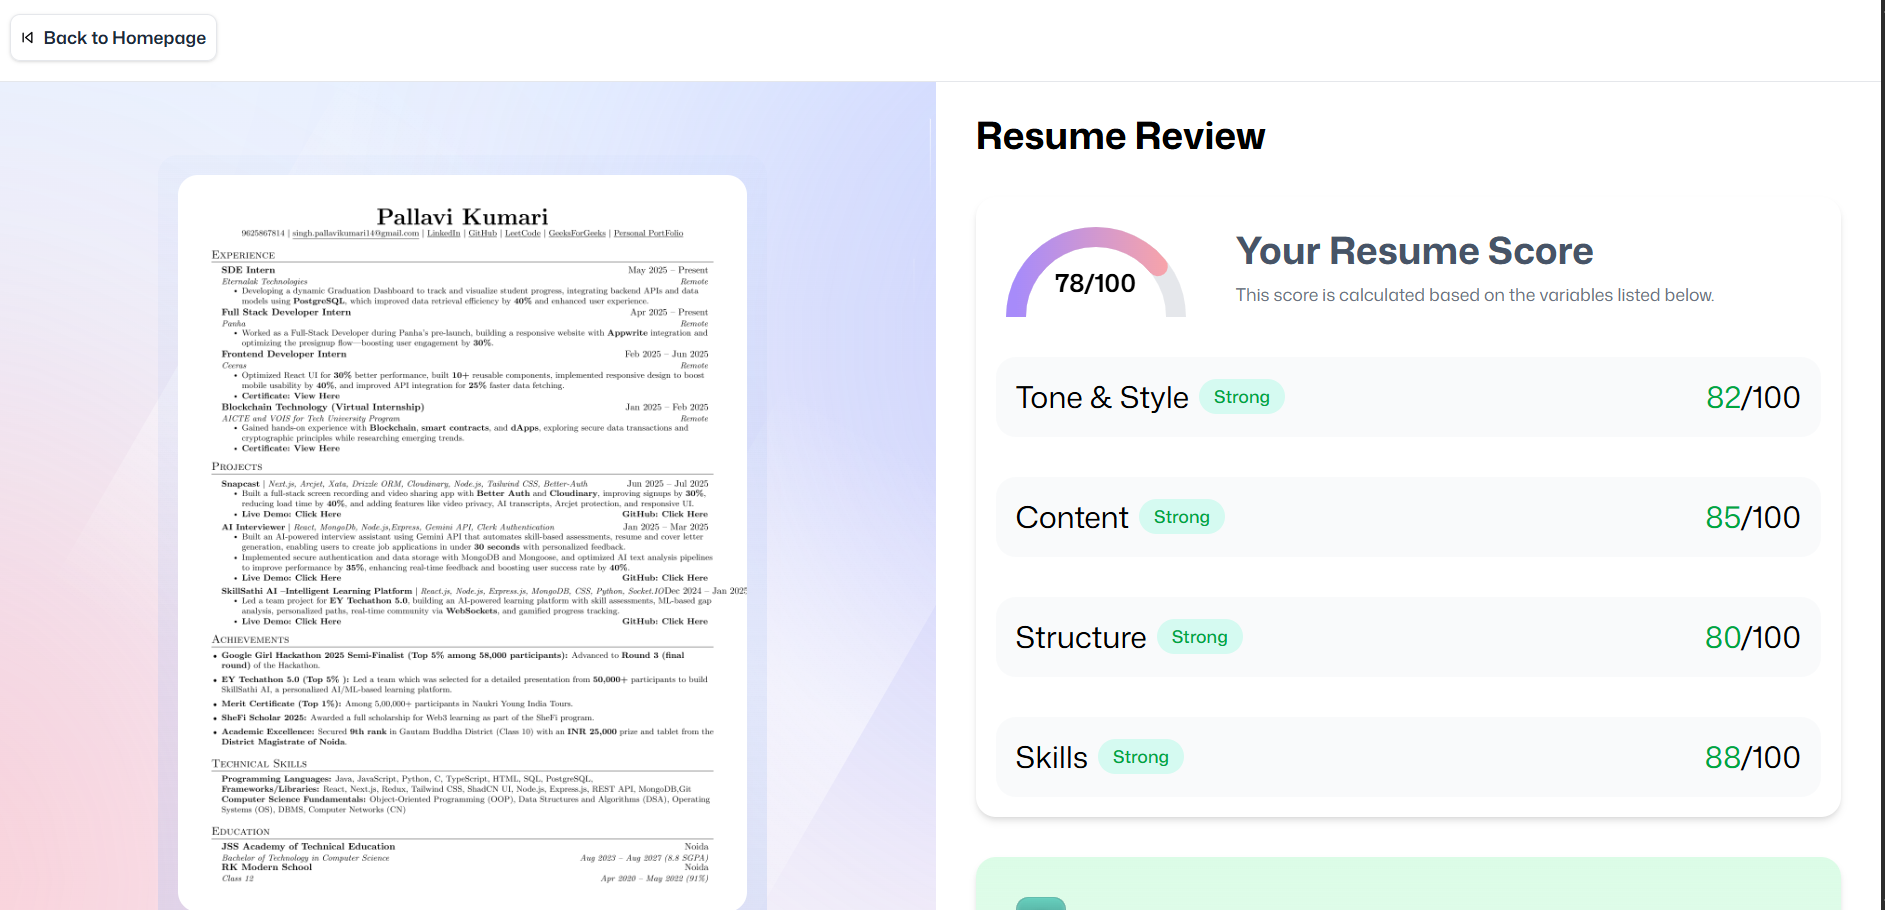 Back to Homepage
Pallavi Kumari
9625867814 | singh.pallavikumari14@gmail.com | LinkedIn | GitHub | LeetCode | GeeksForGeeks | Personal PortFolio
Experience
SDE Intern May 2025 – Present
Eternalak Technologies Remote
• Developing a dynamic Graduation Dashboard to track and visualize student progress, integrating backend APIs and data
models using PostgreSQL, which improved data retrieval efficiency by 40% and enhanced user experience.
Full Stack Developer Intern Apr 2025 – Present
Panha Remote
• Worked as a Full-Stack Developer during Panha's pre-launch, building a responsive website with Appwrite integration and
optimizing the presignup flow—boosting user engagement by 30%.
Frontend Developer Intern Feb 2025 – Jun 2025
Ceeras Remote
• Optimized React UI for 30% better performance, built 10+ reusable components, implemented responsive design to boost
mobile usability by 40%, and improved API integration for 25% faster data fetching.
• Certificate: View Here
Blockchain Technology (Virtual Internship) Jan 2025 – Feb 2025
AICTE and VOIS for Tech University Program Remote
• Gained hands-on experience with Blockchain, smart contracts, and dApps, exploring secure data transactions and
cryptographic principles while researching emerging trends.
• Certificate: View Here
Projects
Snapcast | Next.js, Arcjet, Xata, Drizzle ORM, Cloudinary, Node.js, Tailwind CSS, Better-Auth Jun 2025 – Jul 2025
• Built a full-stack screen recording and video sharing app with Better Auth and Cloudinary, improving signups by 30%,
reducing load time by 40%, and adding features like video privacy, AI transcripts, Arcjet protection, and responsive UI.
• Live Demo: Click Here GitHub: Click Here
AI Interviewer | React, MongoDb, Node.js,Express, Gemini API, Clerk Authentication Jan 2025 – Mar 2025
• Built an AI-powered interview assistant using Gemini API that automates skill-based assessments, resume and cover letter
generation, enabling users to create job applications in under 30 seconds with personalized feedback.
• Implemented secure authentication and data storage with MongoDB and Mongoose, and optimized AI text analysis pipelines
to improve performance by 35%, enhancing real-time feedback and boosting user success rate by 40%.
• Live Demo: Click Here GitHub: Click Here
SkillSathi AI –Intelligent Learning Platform | React.js, Node.js, Express.js, MongoDB, CSS, Python, Socket.IODec 2024 – Jan 2025
• Led a team project for EY Techathon 5.0, building an AI-powered learning platform with skill assessments, ML-based gap
analysis, personalized paths, real-time community via WebSockets, and gamified progress tracking.
• Live Demo: Click Here GitHub: Click Here
Achievements
• Google Girl Hackathon 2025 Semi-Finalist (Top 5% among 58,000 participants): Advanced to Round 3 (final
round) of the Hackathon.
• EY Techathon 5.0 (Top 5% ): Led a team which was selected for a detailed presentation from 50,000+ participants to build
SkillSathi AI, a personalized AI/ML-based learning platform.
• Merit Certificate (Top 1%): Among 5,00,000+ participants in Naukri Young India Tours.
• SheFi Scholar 2025: Awarded a full scholarship for Web3 learning as part of the SheFi program.
• Academic Excellence: Secured 9th rank in Gautam Buddha District (Class 10) with an INR 25,000 prize and tablet from the
District Magistrate of Noida.
Technical Skills
Programming Languages: Java, JavaScript, Python, C, TypeScript, HTML, SQL, PostgreSQL,
Frameworks/Libraries: React, Next.js, Redux, Tailwind CSS, ShadCN UI, Node.js, Express.js, REST API, MongoDB,Git
Computer Science Fundamentals: Object-Oriented Programming (OOP), Data Structures and Algorithms (DSA), Operating
Systems (OS), DBMS, Computer Networks (CN)
Education
JSS Academy of Technical Education Noida
Bachelor of Technology in Computer Science Aug 2023 – Aug 2027 (8.8 SGPA)
RK Modern School Noida
Class 12 Apr 2020 – May 2022 (91%)
Resume Review
78/100
Your Resume Score
This score is calculated based on the variables listed below.
Tone & Style Strong 82/100
Content Strong 85/100
Structure Strong 80/100
Skills Strong 88/100